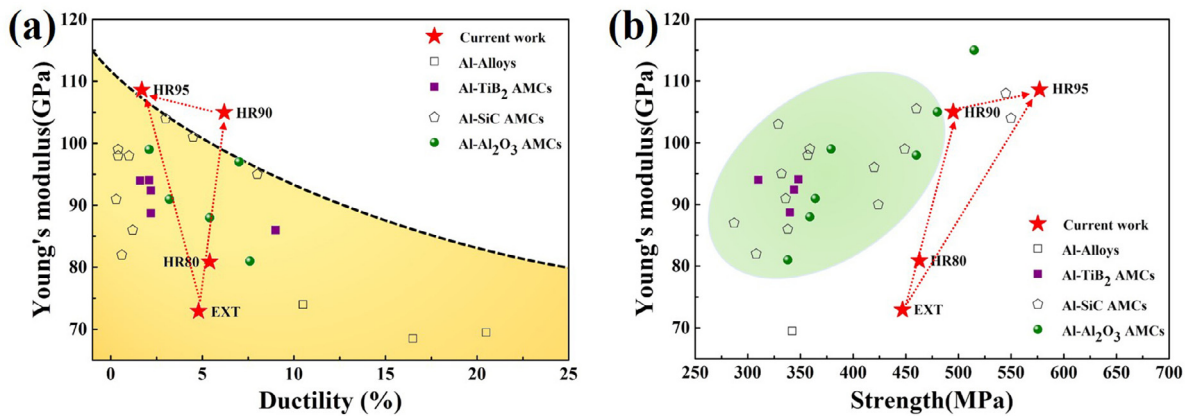 (a)
120
110
100
90
80
70
Young's modulus(GPa)
0 5 10 15 20 25
Ductility (%)
HR95
HR90
HR80
EXT
Current work
Al-Alloys
Al-TiB2 AMCs
Al-SiC AMCs
Al-Al2O3 AMCs
(b)
120
110
100
90
80
70
Young's modulus(GPa)
250 300 350 400 450 500 550 600 650 700
Strength(MPa)
HR95
HR90
HR80
EXT
Current work
Al-Alloys
Al-TiB2 AMCs
Al-SiC AMCs
Al-Al2O3 AMCs